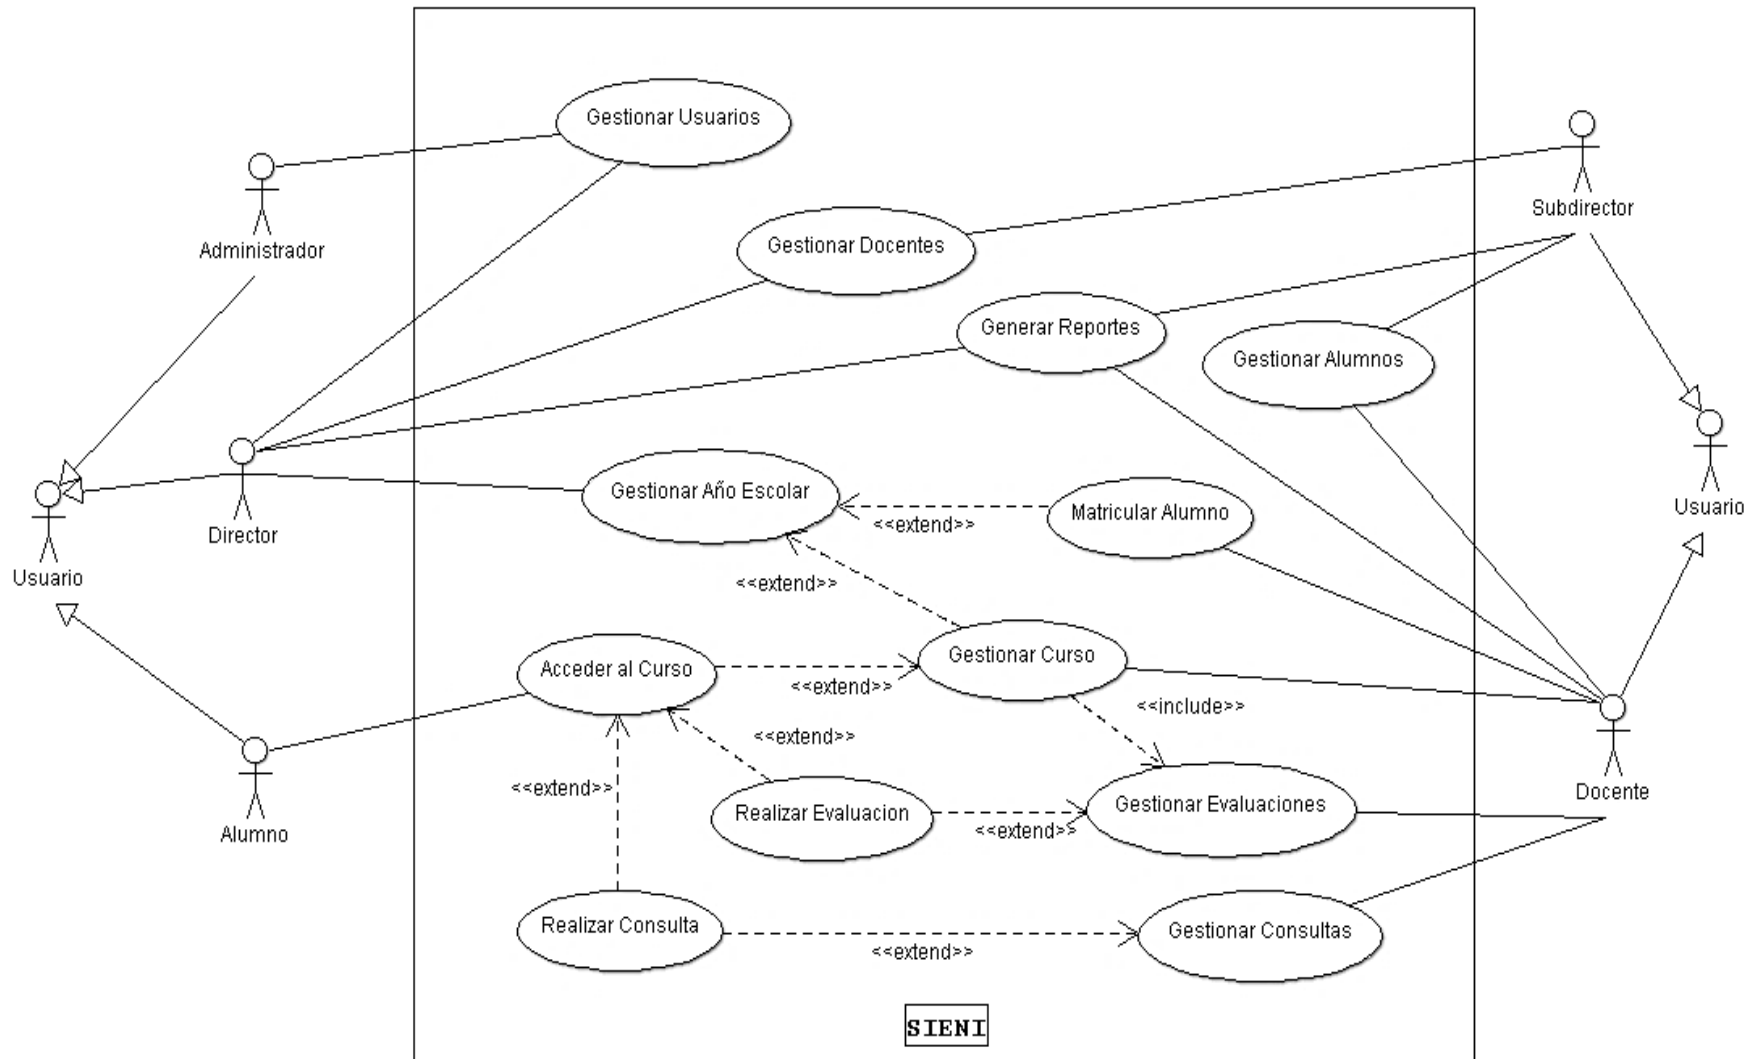 Gestionar Usuarios
Administrador
Subdirector
Gestionar Docentes
Generar Reportes
Gestionar Alumnos
Director
Gestionar Año Escolar
Matricular Alumno
<<extend>>
Usuario
Usuario
<<extend>>
Acceder al Curso
Gestionar Curso
<<extend>>
<<include>>
<<extend>>
<<extend>>
Alumno
Realizar Evaluacion
<<extend>>
Gestionar Evaluaciones
Docente
Realizar Consulta
<<extend>>
Gestionar Consultas
SIENI